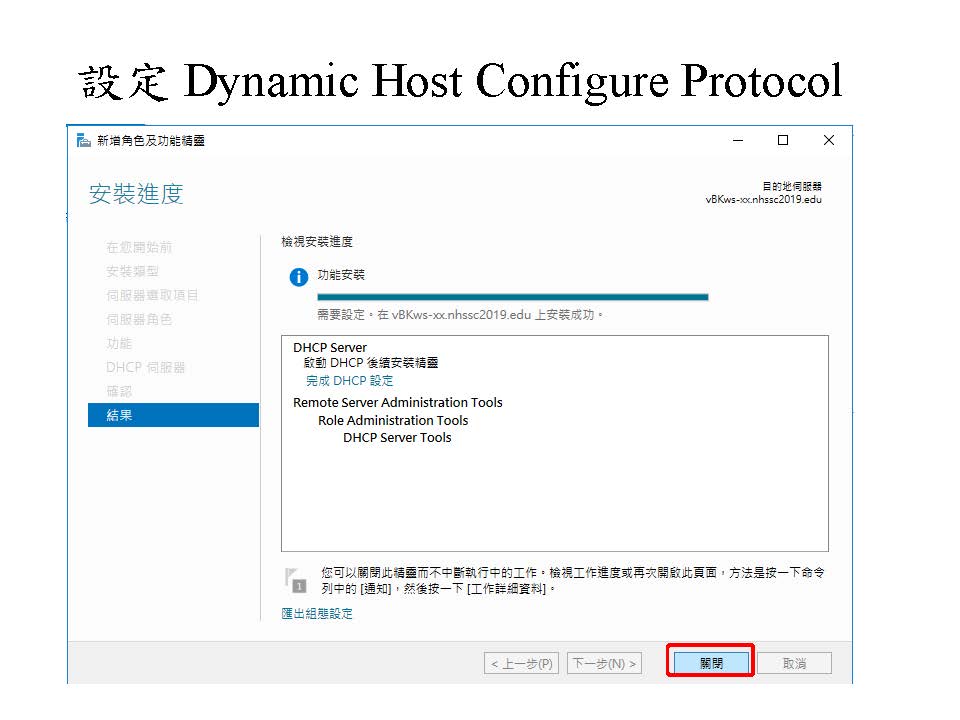 設定 Dynamic Host Configure Protocol
新增角色及功能精靈
安裝進度
目的地伺服器
vBKws-xx.nhssc2019.edu
在您開始前
安裝類型
伺服器選取項目
伺服器角色
功能
DHCP 伺服器
確認
結果
檢視安裝進度
功能安裝
需要設定。在 vBKws-xx.nhssc2019.edu 上安裝成功。
DHCP Server
啟動 DHCP 後續安裝精靈
完成 DHCP 設定
Remote Server Administration Tools
Role Administration Tools
DHCP Server Tools
1
您可以關閉此精靈而不中斷執行中的工作。檢視工作進度或再次開啟此頁面，方法是按一下命令
列中的 [通知]，然後按一下 [工作詳細資料]。
匯出組態設定
< 上一步(P)
下一步(N) >
關閉
取消